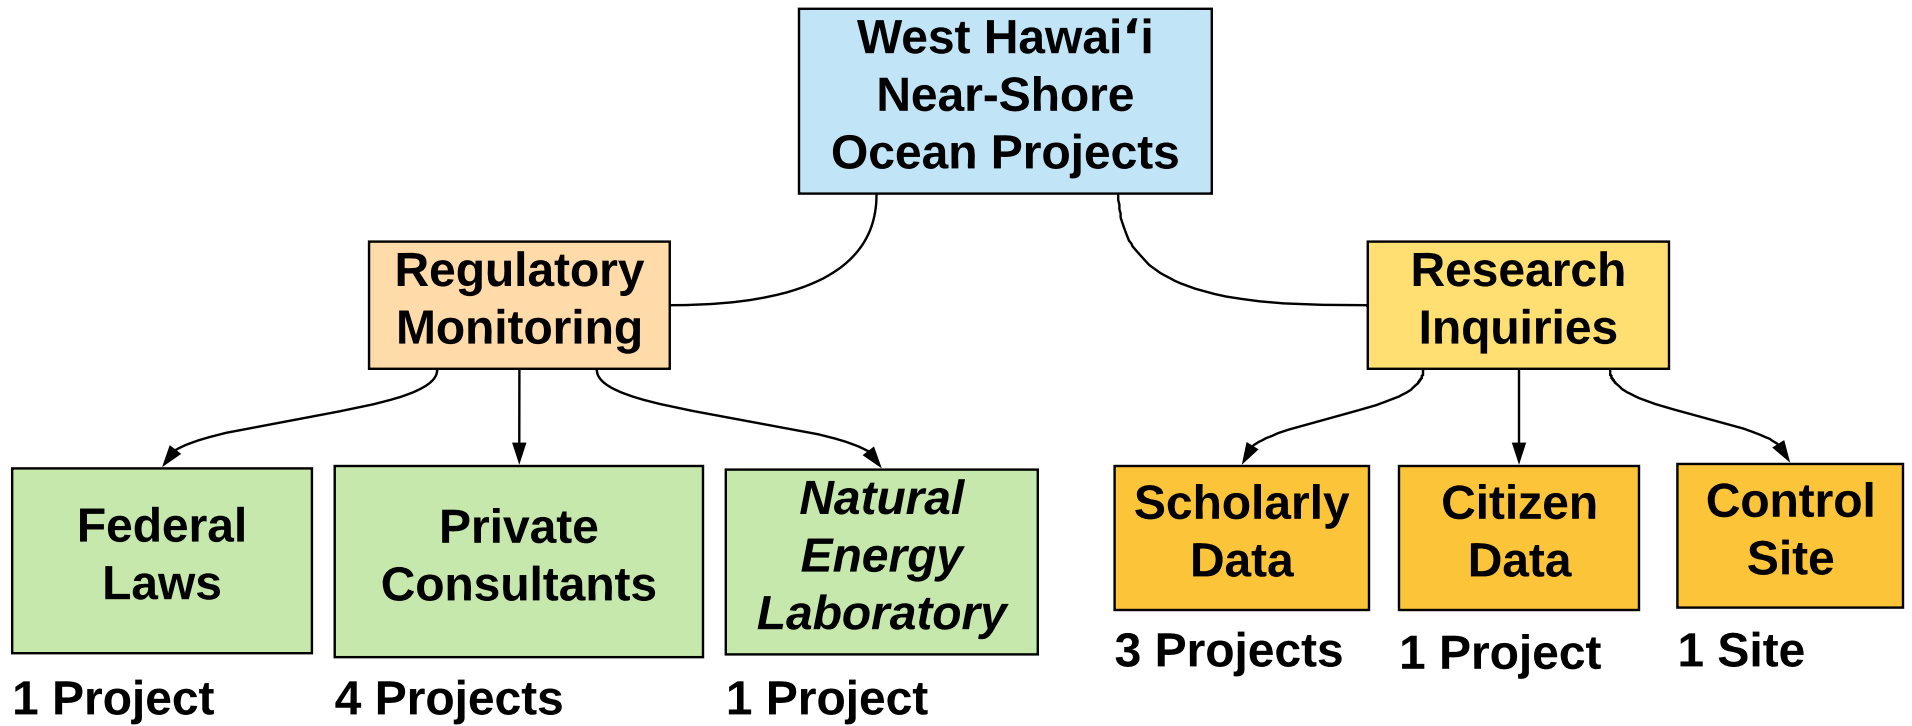 West Hawaiʻi
Near-Shore
Ocean Projects
Regulatory
Monitoring
Research
Inquiries
Federal
Laws
Private
Consultants
Natural
Energy
Laboratory
Scholarly
Data
Citizen
Data
Control
Site
1 Project
4 Projects
1 Project
3 Projects
1 Project
1 Site